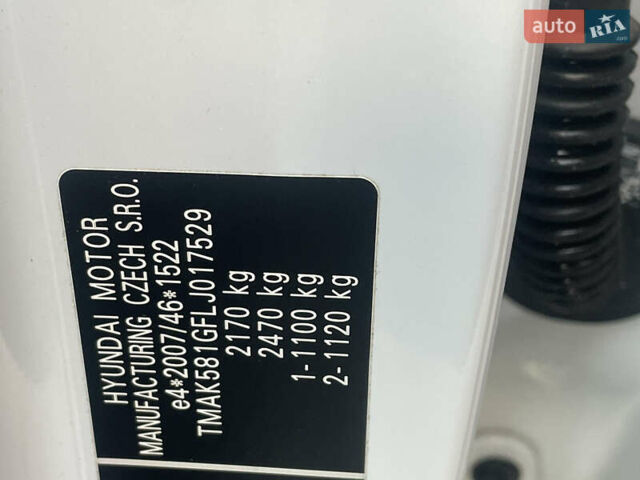 auto RIA .com
HYUNDAI MOTOR
MANUFACTURING CZECH S.R.O.
e4*2007/46*1522
TMAK581GFLJ017529
2170 kg
2470 kg
1-1100 kg
2-1120 kg